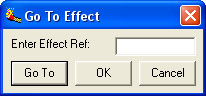 Go To Effect
Enter Effect Ref:
Go To OK Cancel